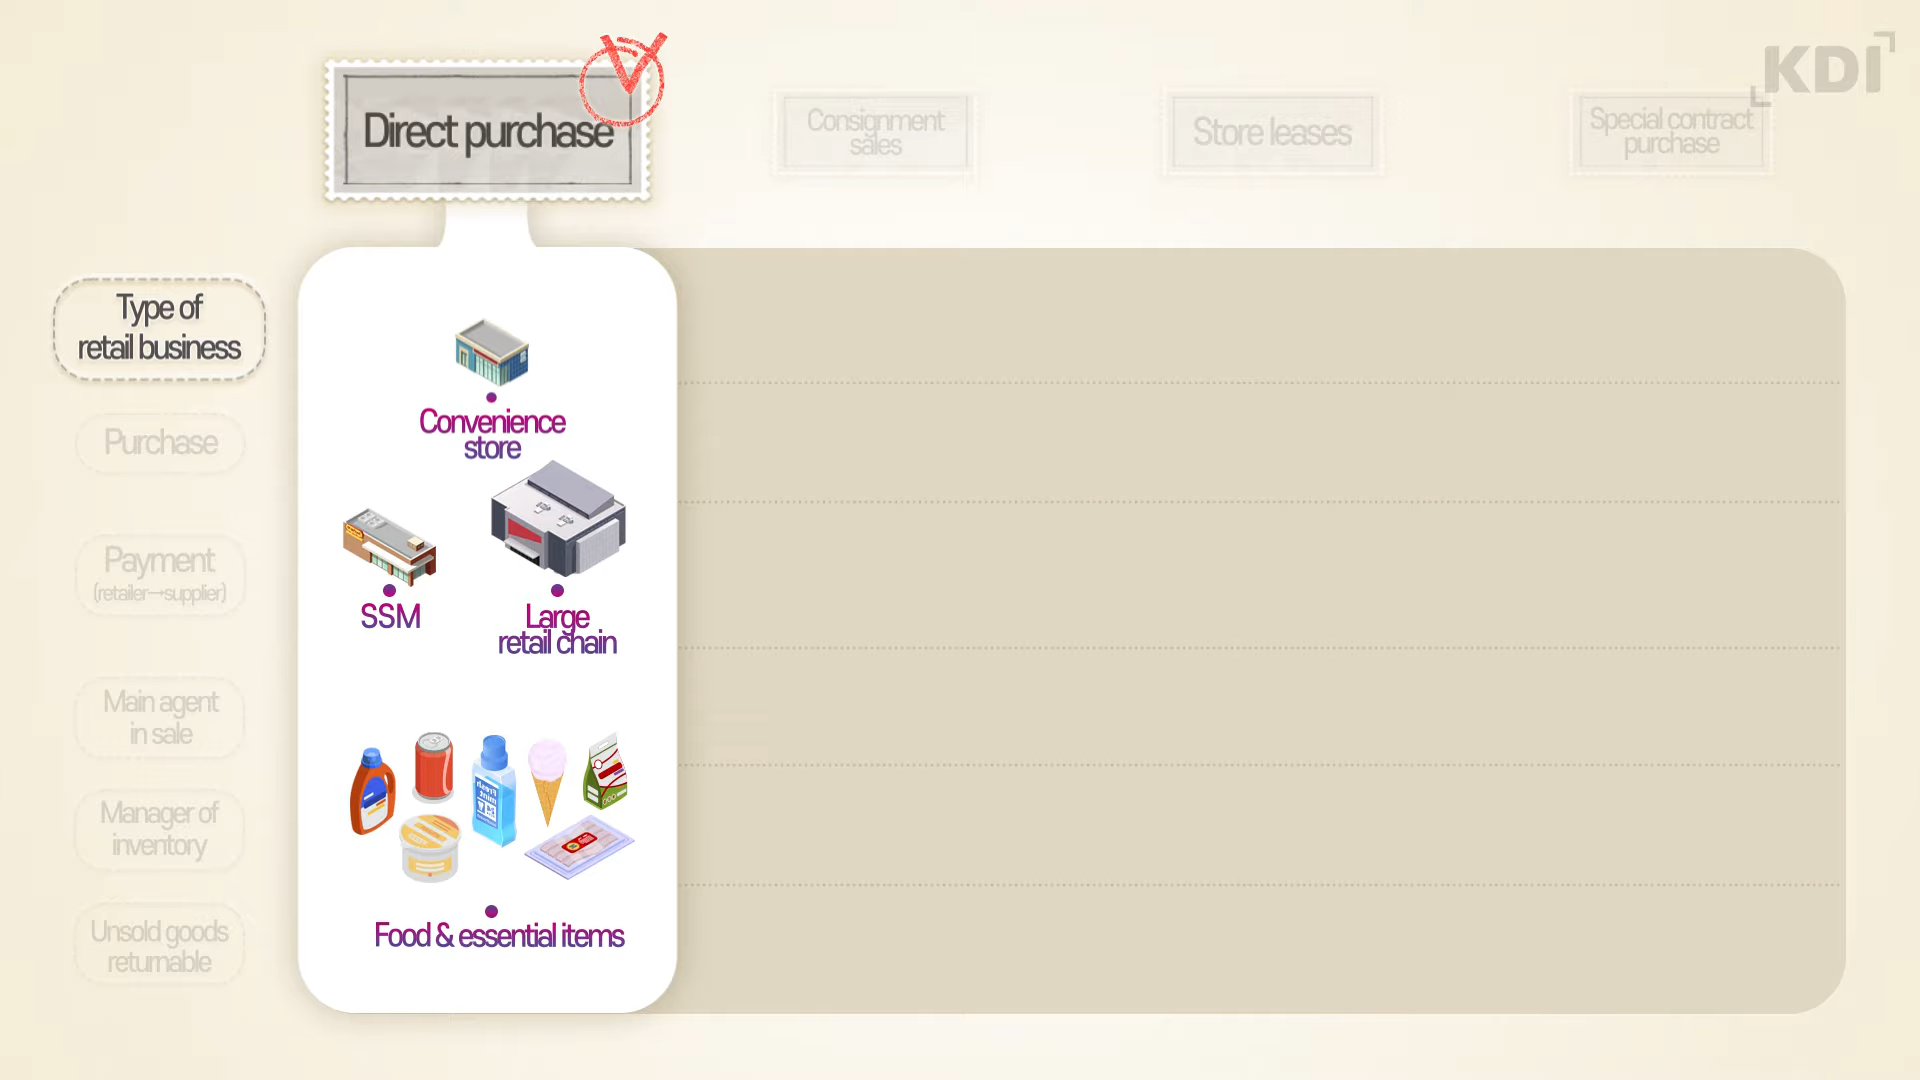 KDI
Direct purchase
Consignment
sales
Store leases
Special contract
purchase
Type of
retail business
Purchase
Payment
(retailer→supplier)
Main agent
in sale
Manager of
inventory
Unsold goods
returnable
Convenience
store
SSM
Large
retail chain
Food & essential items